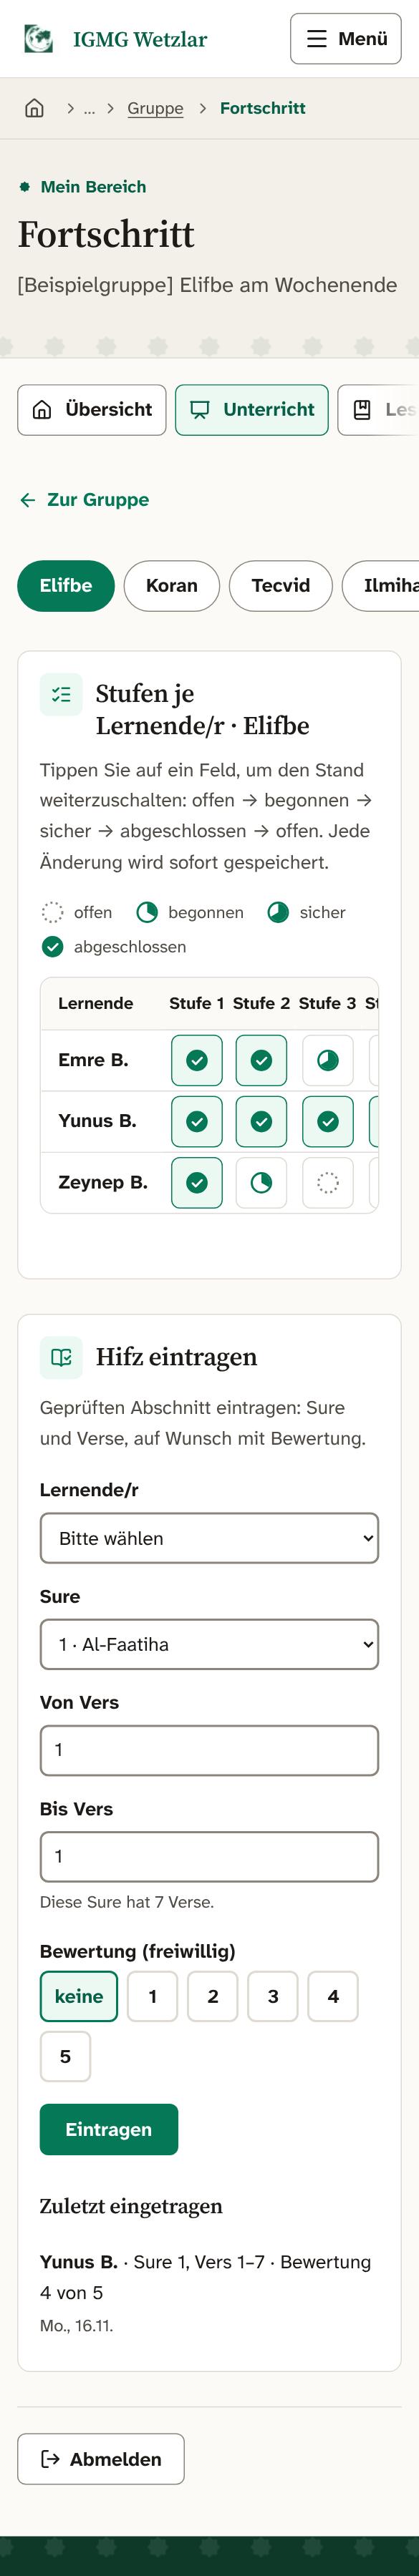 IGMG Wetzlar
Menü
... Gruppe Fortschritt
Mein Bereich
Fortschritt
[Beispielgruppe] Elifbe am Wochenende
Übersicht Unterricht Les
← Zur Gruppe
Elifbe Koran Tecvid Ilmiha
Stufen je
Lernende/r · Elifbe
Tippen Sie auf ein Feld, um den Stand
weiterzuschalten: offen → begonnen →
sicher → abgeschlossen → offen. Jede
Änderung wird sofort gespeichert.
offen begonnen sicher
abgeschlossen
Lernende Stufe 1 Stufe 2 Stufe 3 St
Emre B.
Yunus B.
Zeynep B.
Hifz eintragen
Geprüften Abschnitt eintragen: Sure
und Verse, auf Wunsch mit Bewertung.
Lernende/r
Bitte wählen
Sure
1 · Al-Faatiha
Von Vers
1
Bis Vers
1
Diese Sure hat 7 Verse.
Bewertung (freiwillig)
keine 1 2 3 4
5
Eintragen
Zuletzt eingetragen
Yunus B. · Sure 1, Vers 1–7 · Bewertung
4 von 5
Mo., 16.11.
Abmelden